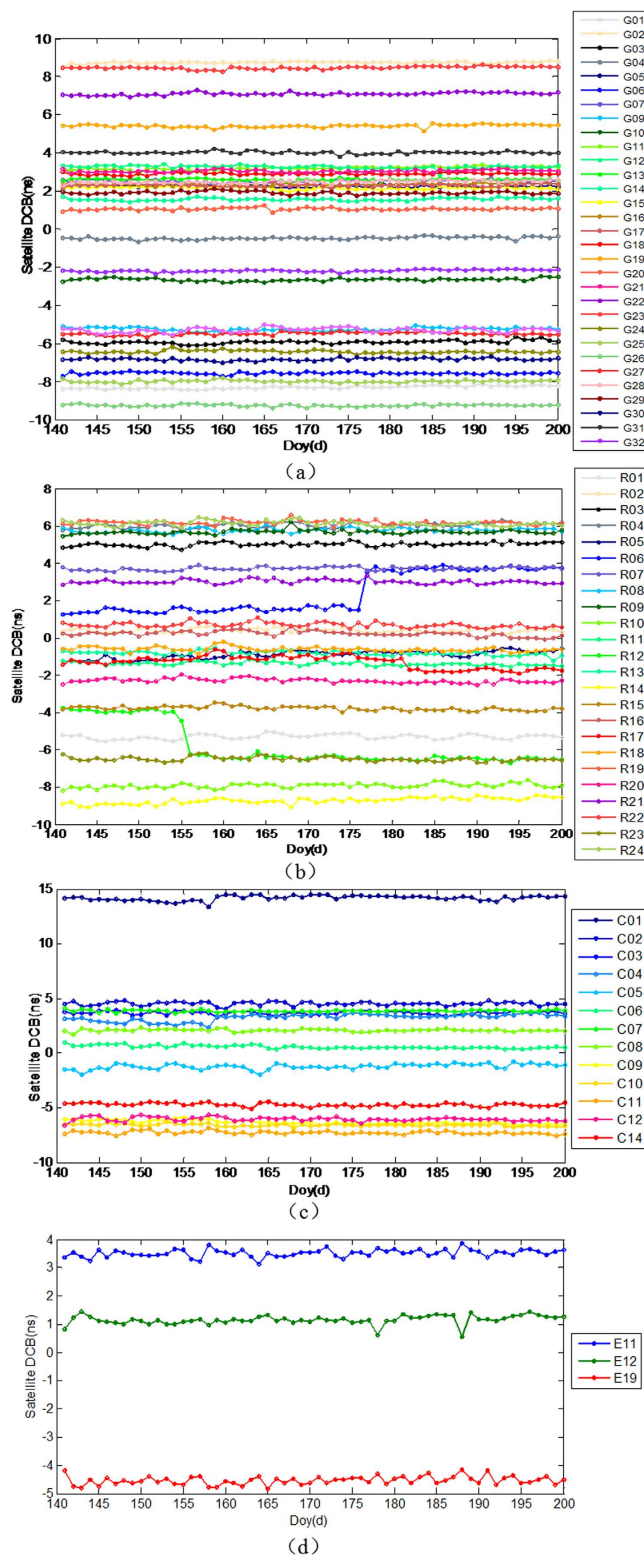 10
8
6
4
2
0
-2
-4
-6
-8
-10
Satellite DCB(ns)
140 145 150 155 160 165 170 175 180 185 190 195 200
Doy(d)
G01
G02
G03
G04
G05
G06
G07
G09
G10
G11
G12
G13
G14
G15
G16
G17
G18
G19
G20
G21
G22
G23
G24
G25
G26
G27
G28
G29
G30
G31
G32
(a)
8
6
4
2
0
-2
-4
-6
-8
-10
Satellite DCB(ns)
140 145 150 155 160 165 170 175 180 185 190 195 200
Doy(d)
R01
R02
R03
R04
R05
R06
R07
R08
R09
R10
R11
R12
R13
R14
R15
R16
R17
R18
R19
R20
R21
R22
R23
R24
(b)
15
10
5
0
-5
-10
Satellite DCB(ns)
140 145 150 155 160 165 170 175 180 185 190 195 200
Doy(d)
C01
C02
C03
C04
C05
C06
C07
C08
C09
C10
C11
C12
C14
(c)
4
3
2
1
0
-1
-2
-3
-4
-5
Satellite DCB(ns)
140 145 150 155 160 165 170 175 180 185 190 195 200
Doy(d)
E11
E12
E19
(d)